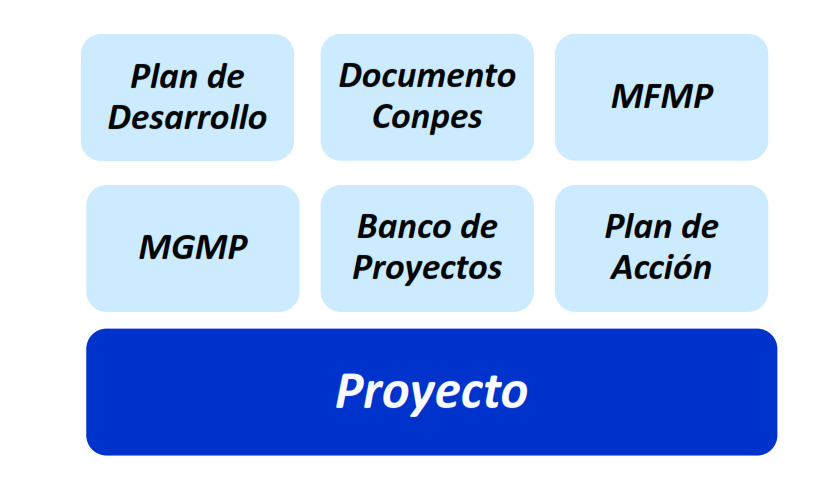 Plan de
Desarrollo
Documento
Conpes
MFMP
MGMP
Banco de
Proyectos
Plan de
Acción
Proyecto